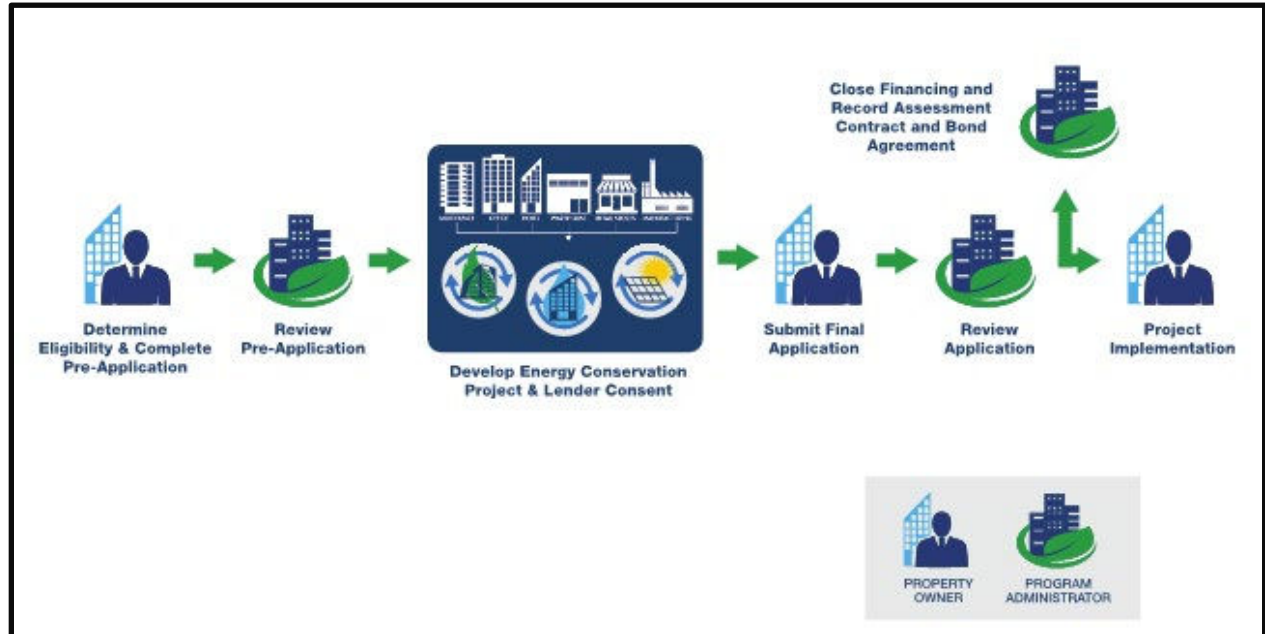 Determine
Eligibility & Complete
Pre-Application
Review
Pre-Application
Develop Energy Conservation
Project & Lender Consent
Submit Final
Application
Review
Application
Close Financing and
Record Assessment
Contract and Bond
Agreement
Project
Implementation
PROPERTY
OWNER
PROGRAM
ADMINISTRATOR